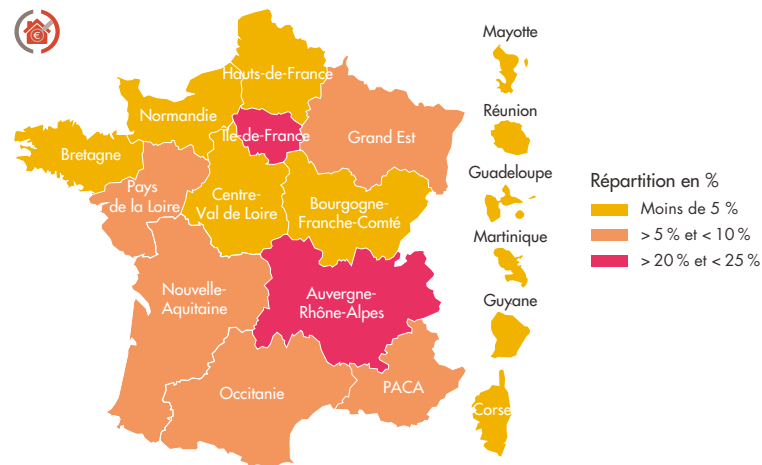 Mayotte
Hauts-de-France
Réunion
Normandie
Île-de-France
Grand Est
Bretagne
Guadeloupe
Pays
de la Loire
Centre-
Val de Loire
Bourgogne-
Franche-Comté
Répartition en %
Moins de 5 %
> 5 % et < 10 %
> 20 % et < 25 %
Martinique
Nouvelle-
Aquitaine
Auvergne-
Rhône-Alpes
Guyane
Occitanie
PACA
Corse
€
%